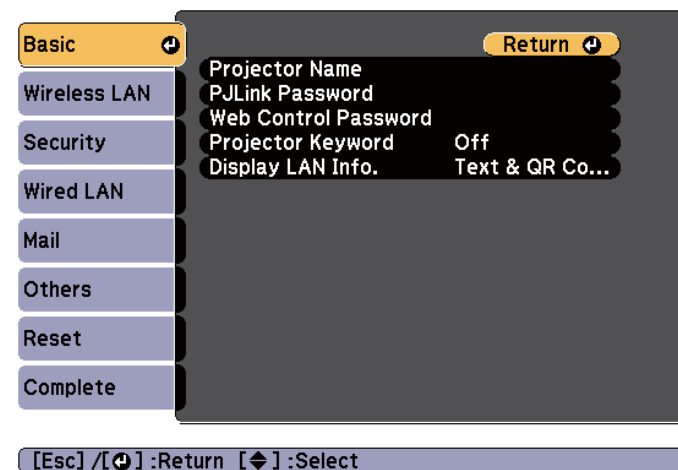 Basic
Return
Projector Name
PJLink Password
Web Control Password
Projector Keyword Off
Display LAN Info. Text & QR Co...
Wireless LAN
Security
Wired LAN
Mail
Others
Reset
Complete
[Esc] /[ ] :Return [ ] :Select